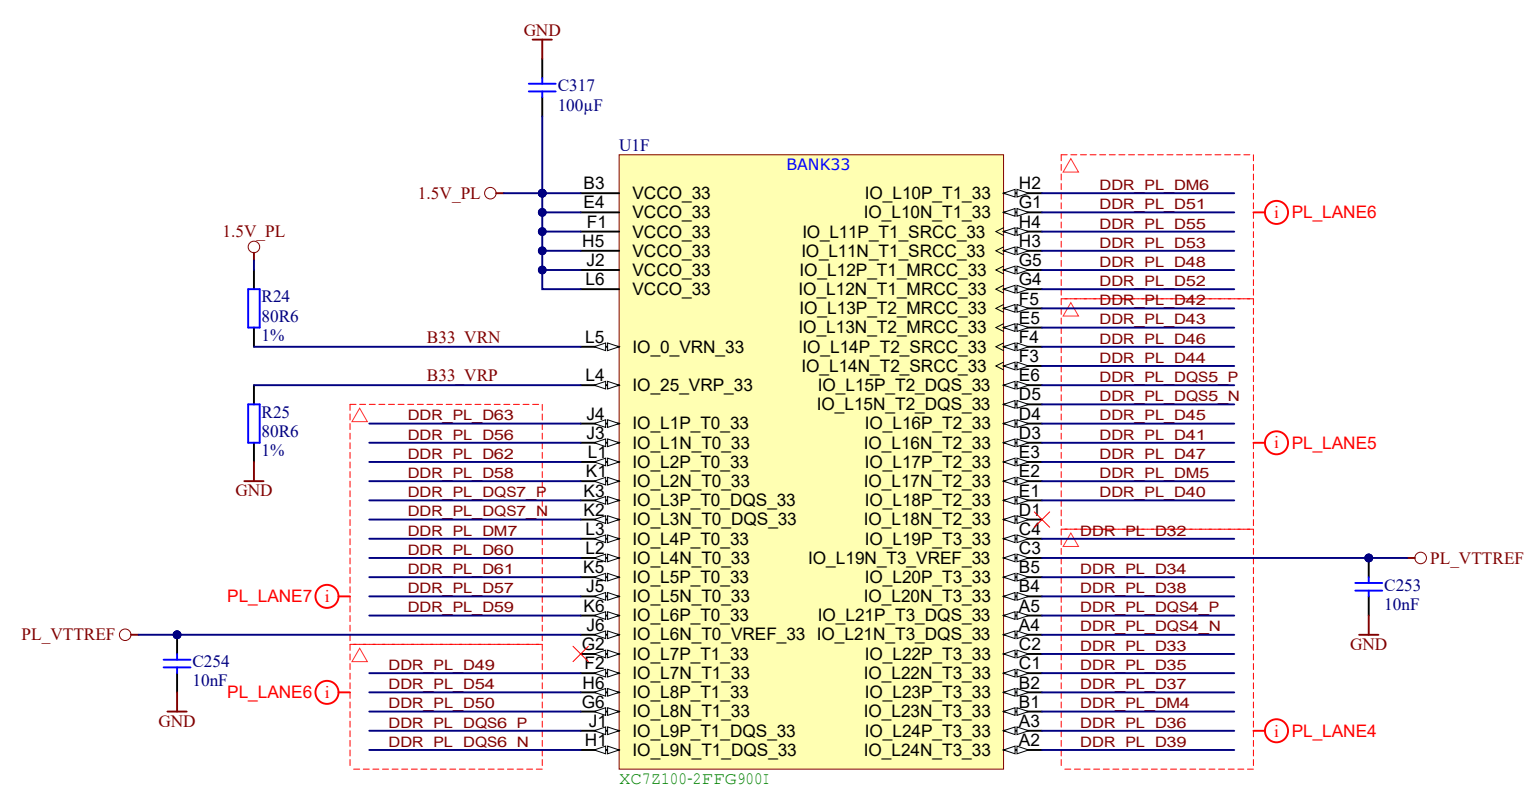 GND
C317
100µF
U1F
BANK33
1.5V_PL
B3 VCCO_33
E4 VCCO_33
F1 VCCO_33
H5 VCCO_33
J2 VCCO_33
L6 VCCO_33
1.5V_PL
R24
80R6
1%
B33_VRN L5 IO_0_VRN_33
B33_VRP L4 IO_25_VRP_33
R25
80R6
1%
GND
DDR_PL_D63 J4 IO_L1P_T0_33
DDR_PL_D56 J3 IO_L1N_T0_33
DDR_PL_D62 L1 IO_L2P_T0_33
DDR_PL_D58 K1 IO_L2N_T0_33
DDR_PL_DQS7_P K3 IO_L3P_T0_DQS_33
DDR_PL_DQS7_N K2 IO_L3N_T0_DQS_33
DDR_PL_DM7 L3 IO_L4P_T0_33
DDR_PL_D60 L2 IO_L4N_T0_33
DDR_PL_D61 K5 IO_L5P_T0_33
PL_LANE7 i DDR_PL_D57 J5 IO_L5N_T0_33
DDR_PL_D59 K6 IO_L6P_T0_33
PL_VTTREF J6 IO_L6N_T0_VREF_33
C254
10nF
GND
G2 IO_L7P_T1_33
DDR_PL_D49 F2 IO_L7N_T1_33
PL_LANE6 i DDR_PL_D54 H6 IO_L8P_T1_33
DDR_PL_D50 G6 IO_L8N_T1_33
DDR_PL_DQS6_P J1 IO_L9P_T1_DQS_33
DDR_PL_DQS6_N H1 IO_L9N_T1_DQS_33
IO_L10P_T1_33 H2 DDR_PL_DM6
IO_L10N_T1_33 G1 DDR_PL_D51 i PL_LANE6
IO_L11P_T1_SRCC_33 H4 DDR_PL_D55
IO_L11N_T1_SRCC_33 H3 DDR_PL_D53
IO_L12P_T1_MRCC_33 G5 DDR_PL_D48
IO_L12N_T1_MRCC_33 G4 DDR_PL_D52
IO_L13P_T2_MRCC_33 F5 DDR_PL_D42
IO_L13N_T2_MRCC_33 E5 DDR_PL_D43
IO_L14P_T2_SRCC_33 F4 DDR_PL_D46
IO_L14N_T2_SRCC_33 F3 DDR_PL_D44
IO_L15P_T2_DQS_33 E6 DDR_PL_DQS5_P
IO_L15N_T2_DQS_33 D5 DDR_PL_DQS5_N
IO_L16P_T2_33 D4 DDR_PL_D45
IO_L16N_T2_33 D3 DDR_PL_D41 i PL_LANE5
IO_L17P_T2_33 E3 DDR_PL_D47
IO_L17N_T2_33 E2 DDR_PL_DM5
IO_L18P_T2_33 E1 DDR_PL_D40
IO_L18N_T2_33 D1
IO_L19P_T3_33 C4 DDR_PL_D32
IO_L19N_T3_VREF_33 C3 PL_VTTREF
IO_L20P_T3_33 B5 DDR_PL_D34
IO_L20N_T3_33 B4 DDR_PL_D38
IO_L21P_T3_DQS_33 A5 DDR_PL_DQS4_P
IO_L21N_T3_DQS_33 A4 DDR_PL_DQS4_N
IO_L22P_T3_33 C2 DDR_PL_D33
IO_L22N_T3_33 C1 DDR_PL_D35
IO_L23P_T3_33 B2 DDR_PL_D37
IO_L23N_T3_33 B1 DDR_PL_DM4
IO_L24P_T3_33 A3 DDR_PL_D36 i PL_LANE4
IO_L24N_T3_33 A2 DDR_PL_D39
C253
10nF
GND
XC7Z100-2FFG900I